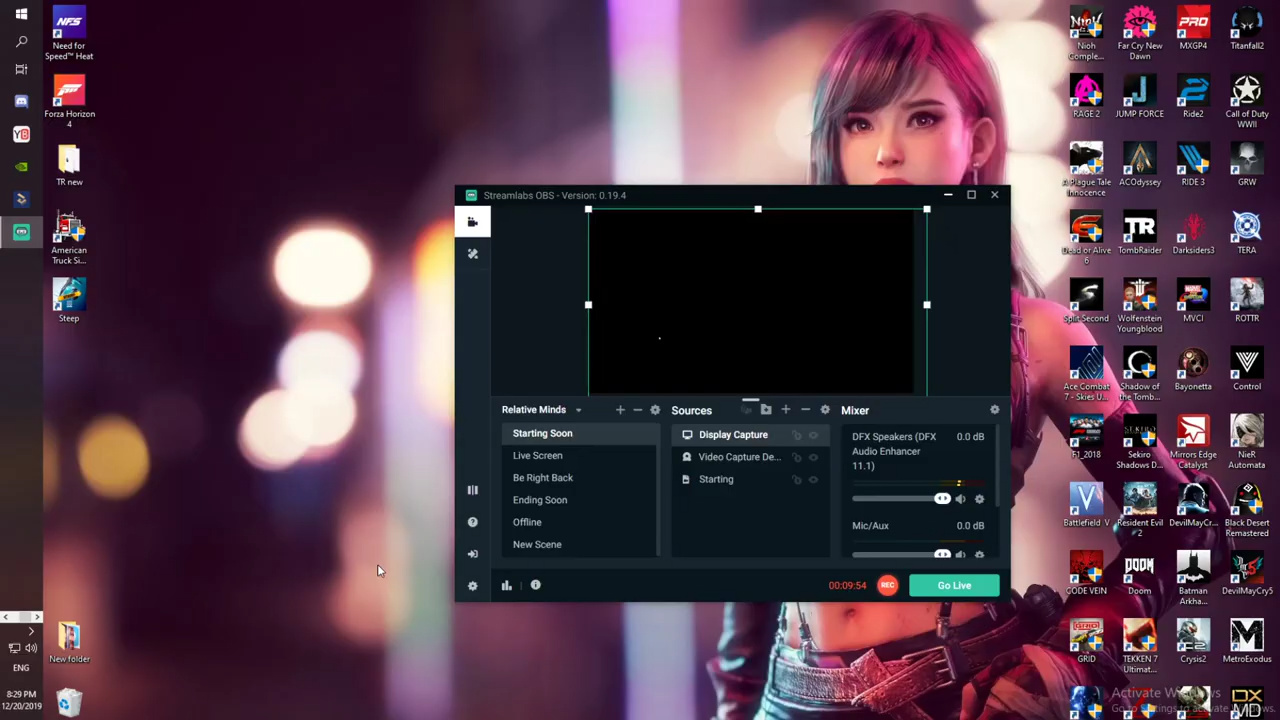 Need for
Speed™ Heat
Forza Horizon
4
TR new
American
Truck Si...
Steep
New folder
ENG
8:29 PM
12/20/2019
Streamlabs OBS - Version: 0.19.4
Relative Minds
Starting Soon
Live Screen
Be Right Back
Ending Soon
Offline
New Scene
Sources
Display Capture
Video Capture De...
Starting
Mixer
DFX Speakers (DFX
Audio Enhancer
11.1)
0.0 dB
Mic/Aux
0.0 dB
00:09:54
REC
Go Live
Nioh
Comple...
Far Cry New
Dawn
MXGP4
Titanfall2
RAGE 2
JUMP FORCE
Ride2
Call of Duty
WWII
A Plague Tale
Innocence
ACOdyssey
RIDE 3
GRW
Dead or Alive
6
TombRaider
Darksiders3
TERA
Split Second
Wolfenstein
Youngblood
MVCI
ROTTR
Ace Combat
7 - Skies U...
Shadow of
the Tomb...
Bayonetta
Control
F1_2018
Sekiro
Shadows D...
Mirrors Edge
Catalyst
NieR
Automata
Battlefield V
Resident Evil
2
DevilMayCr...
Black Desert
Remastered
CODE VEIN
Doom
Batman
Arkha...
DevilMayCry5
GRID
TEKKEN 7
Ultimat...
Crysis2
MetroExodus
Activate Windows
Go to Settings to activate Windows.